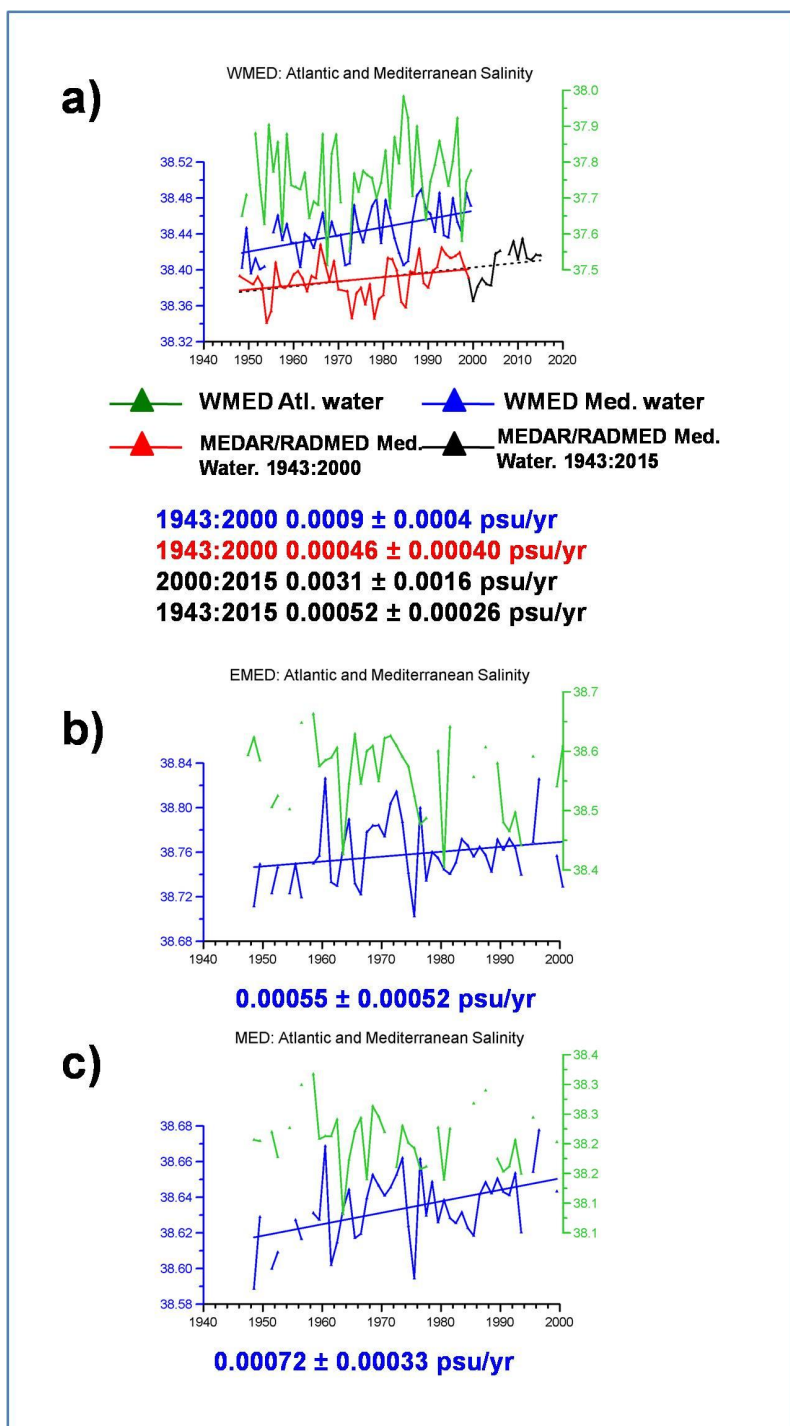 a)
WMED: Atlantic and Mediterranean Salinity
38.0
37.9
37.8
37.7
37.6
37.5
38.52
38.48
38.44
38.40
38.36
38.32
1940 1950 1960 1970 1980 1990 2000 2010 2020
WMED Atl. water
WMED Med. water
MEDAR/RADMED Med.
Water. 1943:2000
MEDAR/RADMED Med.
Water. 1943:2015
1943:2000 0.0009 ± 0.0004 psu/yr
1943:2000 0.00046 ± 0.00040 psu/yr
2000:2015 0.0031 ± 0.0016 psu/yr
1943:2015 0.00052 ± 0.00026 psu/yr
b)
EMED: Atlantic and Mediterranean Salinity
38.7
38.6
38.5
38.4
38.84
38.80
38.76
38.72
38.68
1940 1950 1960 1970 1980 1990 2000
0.00055 ± 0.00052 psu/yr
c)
MED: Atlantic and Mediterranean Salinity
38.4
38.3
38.3
38.2
38.2
38.1
38.1
38.68
38.66
38.64
38.62
38.60
38.58
1940 1950 1960 1970 1980 1990 2000
0.00072 ± 0.00033 psu/yr